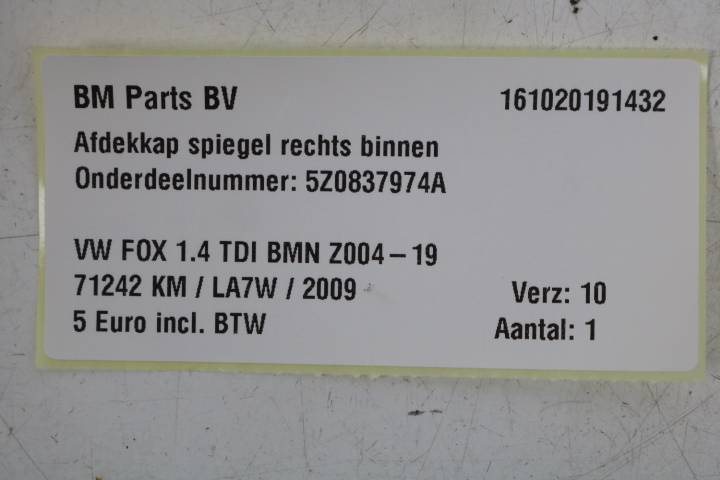 BM Parts BV 161020191432
Afdekkap spiegel rechts binnen
Onderdeelnummer: 5Z0837974A
VW FOX 1.4 TDI BMN Z004-19
71242 KM / LA7W / 2009 Verz: 10
5 Euro incl. BTW Aantal: 1